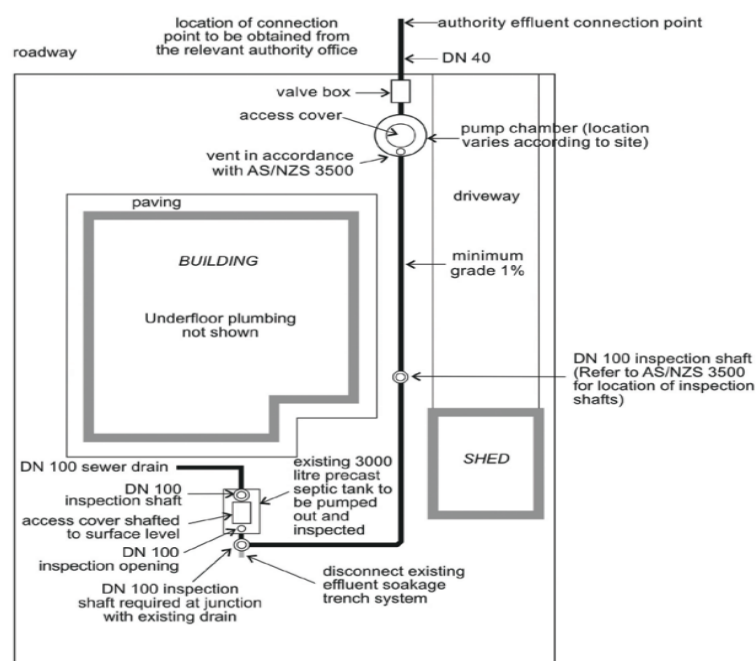 location of connection
point to be obtained from
the relevant authority office
authority effluent connection point
roadway
DN 40
valve box
access cover
pump chamber (location
varies according to site)
vent in accordance
with AS/NZS 3500
paving
driveway
BUILDING
minimum
grade 1%
Underfloor plumbing
not shown
DN 100 inspection shaft
(Refer to AS/NZS 3500
for location of inspection
shafts)
SHED
DN 100 sewer drain
existing 3000
litre precast
septic tank to
be pumped
out and
inspected
DN 100
inspection shaft
access cover shafted
to surface level
DN 100
inspection opening
DN 100 inspection
shaft required at junction
with existing drain
disconnect existing
effluent soakage
trench system